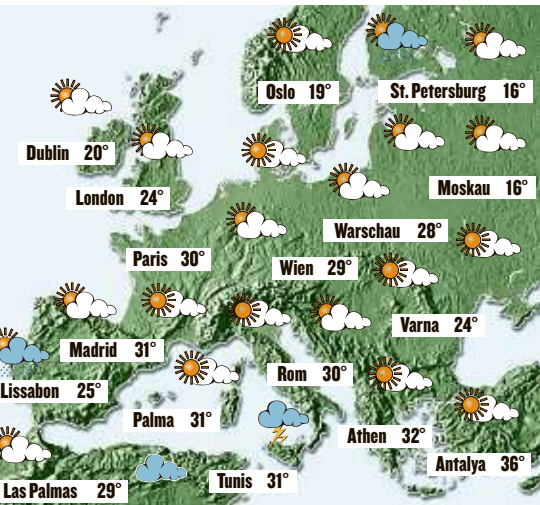 Oslo 19°
St. Petersburg 16°
Dublin 20°
London 24°
Moskau 16°
Warschau 28°
Paris 30°
Wien 29°
Varna 24°
Madrid 31°
Rom 30°
Lissabon 25°
Palma 31°
Athen 32°
Antalya 36°
Tunis 31°
Las Palmas 29°